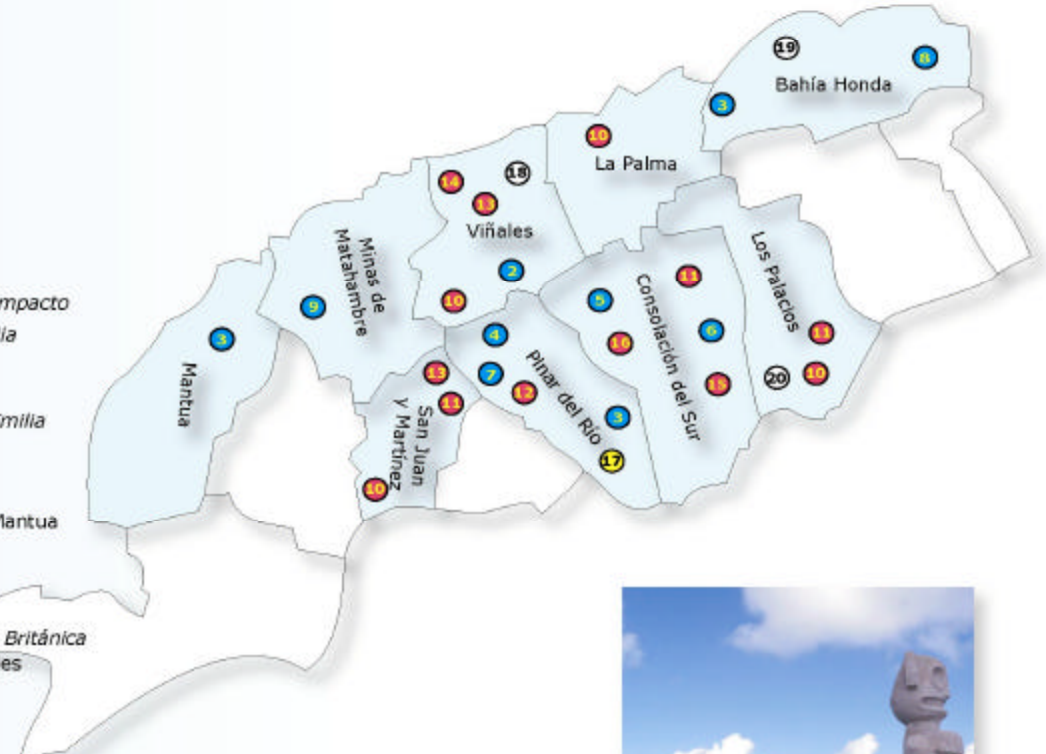 mpacto
ia
milia
Mantua
Británica
es
19
8
Bahía Honda
3
10
La Palma
14
18
13
Viñales
2
10
Minas de
Matahambre
9
3
Mantua
11
5
Consolación del Sur
6
16
15
Los Palacios
11
20
10
4
7
12
Pinar del Río
3
17
13
11
San Juan
y Martínez
10